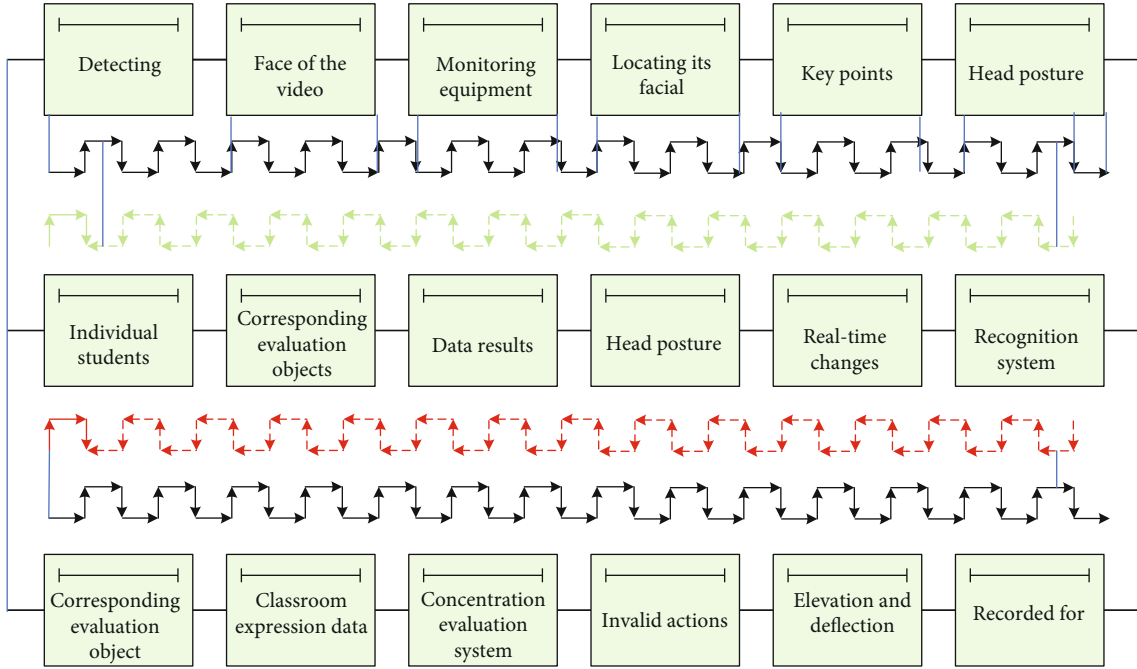 Detecting
Face of the
video
Monitoring
equipment
Locating its
facial
Key points
Head posture
Individual
students
Corresponding
evaluation
objects
Data results
Head posture
Real-time
changes
Recognition
system
Corresponding
evaluation
object
Classroom
expression data
Concentration
evaluation
system
Invalid actions
Elevation and
deflection
Recorded for